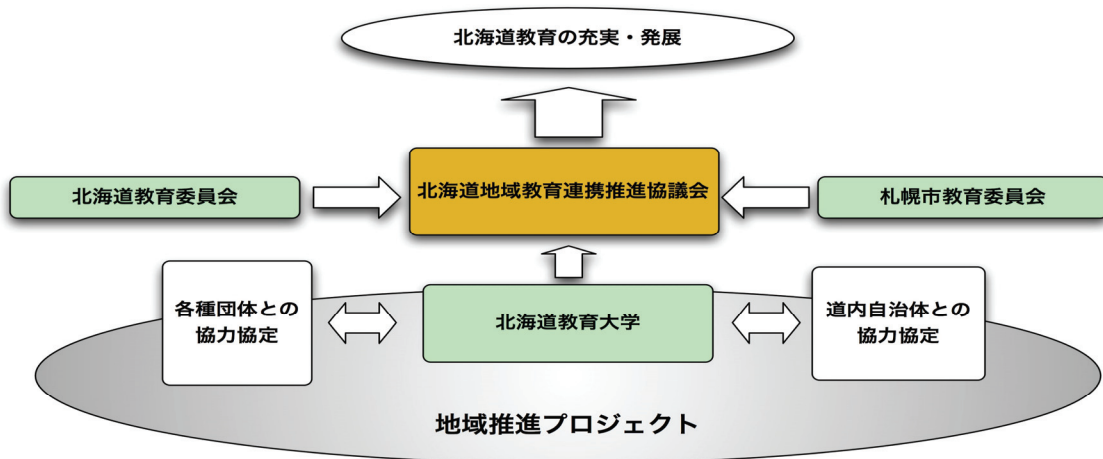 北海道教育の充実・発展
北海道教育委員会
北海道地域教育連携推進協議会
札幌市教育委員会
各種団体との
協力協定
北海道教育大学
道内自治体との
協力協定
地域推進プロジェクト